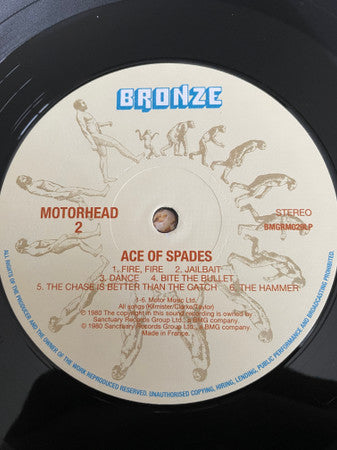 BRONZE
MOTORHEAD
2
STEREO
BMGRM020LP
ACE OF SPADES
1. FIRE, FIRE 2. JAILBAIT
3. DANCE 4. BITE THE BULLET
5. THE CHASE IS BETTER THAN THE CATCH 6. THE HAMMER
1-6. Motor Music Ltd.
All songs (Kilmister/Clarke/Taylor)
℗ 1980 The copyright in this sound recording is owned by
Sanctuary Records Group Ltd., a BMG company
© 1980 Sanctuary Records Group Ltd., a BMG company.
Made in France.
ALL RIGHTS OF THE PRODUCER AND THE OWNER OF THE WORK REPRODUCED RESERVED. UNAUTHORISED COPYING, HIRING, LENDING, PUBLIC PERFORMANCE AND BROADCASTING PROHIBITED.